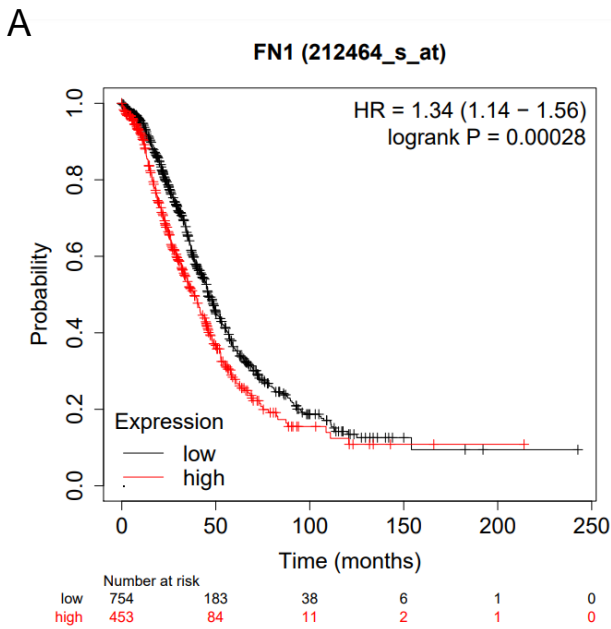 A
FN1 (212464_s_at)
HR = 1.34 (1.14 − 1.56)
logrank P = 0.00028
Probability
1.0
0.8
0.6
0.4
0.2
0.0
Expression
low
high
0 50 100 150 200 250
Time (months)
Number at risk
low 754 183 38 6 1 0
high 453 84 11 2 1 0